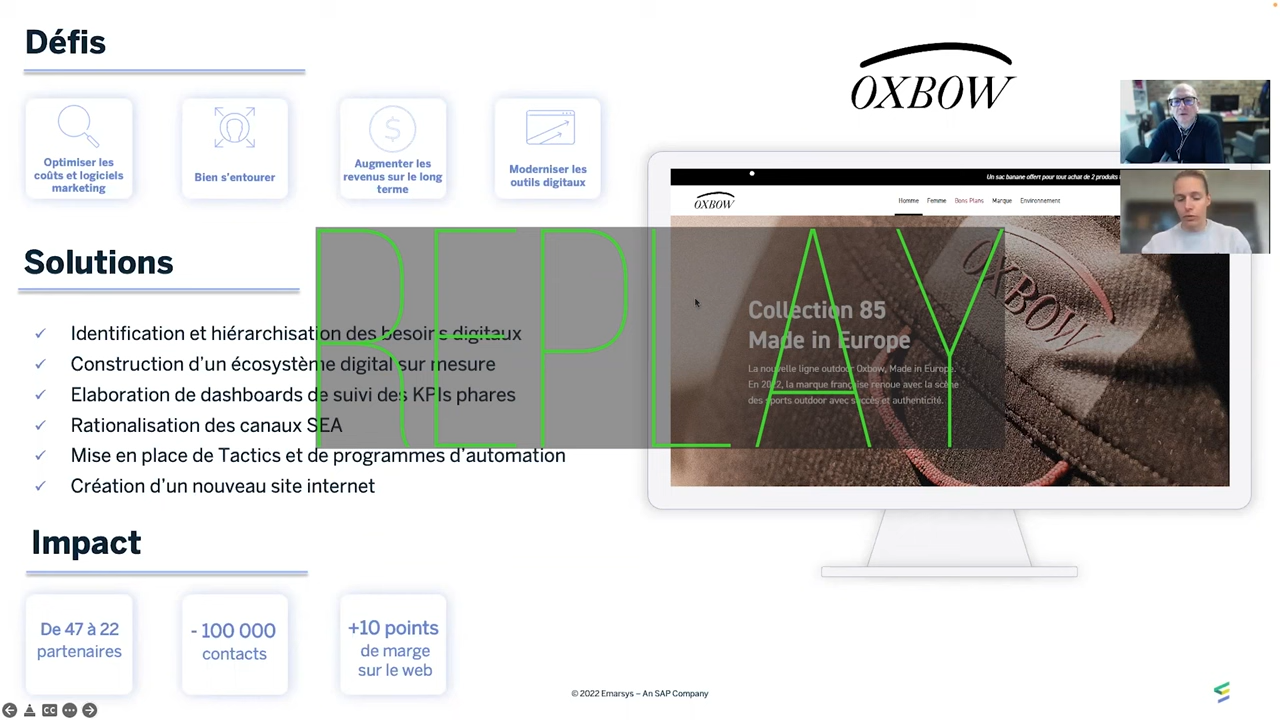 Défis
OXBOW
Optimiser les
coûts et logiciels
marketing
Bien s'entourer
$
Augmenter les
revenus sur le long
terme
Moderniser les
outils digitaux
Un sac banane offert pour tout achat de 2 produits
OXBOW
Homme Femme Bons Plans Marque Environnement
OXBOW
Collection 85
Made in Europe
La nouvelle ligne outdoor Oxbow, Made in Europe.
En 2022, la marque française renoue avec la scène
des sports outdoor avec succès et authenticité.
REPLAY
Solutions
✓ Identification et hiérarchisation des besoins digitaux
✓ Construction d'un écosystème digital sur mesure
✓ Elaboration de dashboards de suivi des KPIs phares
✓ Rationalisation des canaux SEA
✓ Mise en place de Tactics et de programmes d'automation
✓ Création d'un nouveau site internet
Impact
De 47 à 22
partenaires
- 100 000
contacts
+10 points
de marge
sur le web
© 2022 Emarsys – An SAP Company
CC